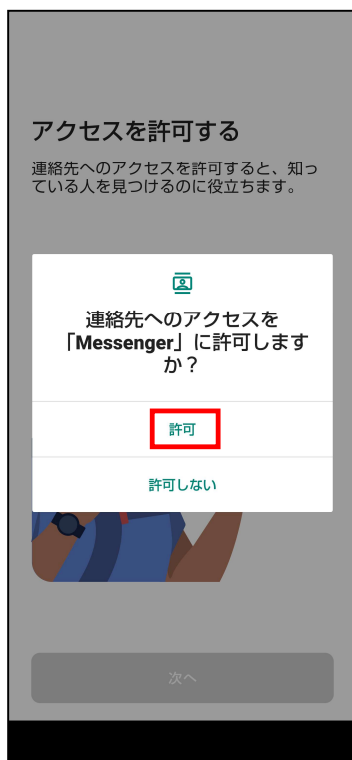 アクセスを許可する
連絡先へのアクセスを許可すると、知っ
ている人を見つけるのに役立ちます。
連絡先へのアクセスを
「Messenger」に許可します
か？
許可
許可しない
次へ